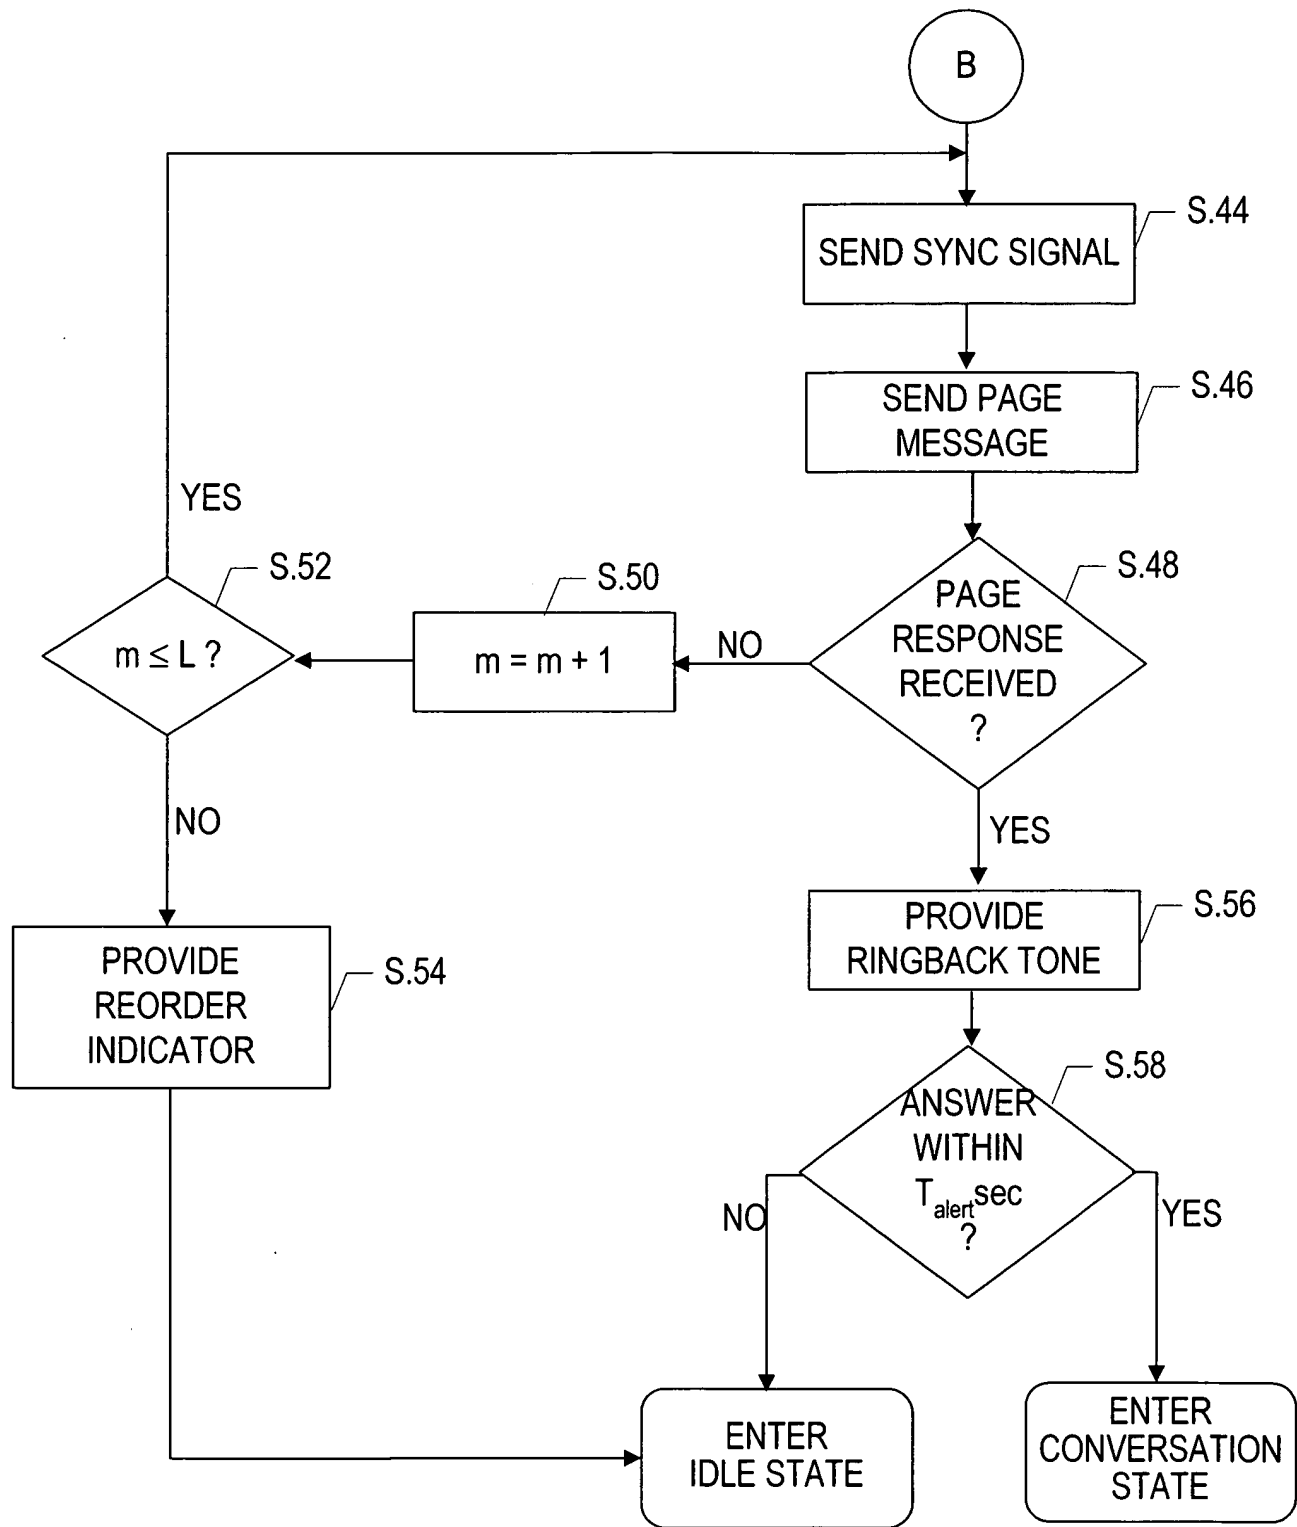 B
S.44
SEND SYNC SIGNAL
S.46
SEND PAGE
MESSAGE
YES
S.52
S.50
S.48
PAGE
RESPONSE
RECEIVED
?
m ≤ L ?
m = m + 1
NO
NO
YES
S.56
PROVIDE
RINGBACK TONE
PROVIDE
REORDER
INDICATOR
S.54
S.58
ANSWER
WITHIN
Talert sec
?
NO
YES
ENTER
IDLE STATE
ENTER
CONVERSATION
STATE